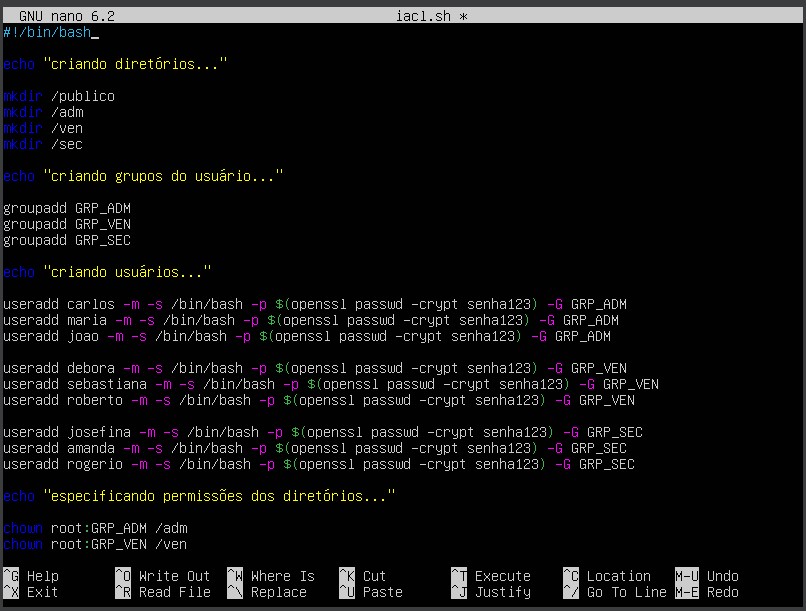 GNU nano 6.2 iac1.sh *
#!/bin/bash
echo "criando diretórios..."
mkdir /publico
mkdir /adm
mkdir /ven
mkdir /sec
echo "criando grupos do usuário..."
groupadd GRP_ADM
groupadd GRP_VEN
groupadd GRP_SEC
echo "criando usuários..."
useradd carlos -m -s /bin/bash -p $(openssl passwd -crypt senha123) -G GRP_ADM
useradd maria -m -s /bin/bash -p $(openssl passwd -crypt senha123) -G GRP_ADM
useradd joao -m -s /bin/bash -p $(openssl passwd -crypt senha123) -G GRP_ADM
useradd debora -m -s /bin/bash -p $(openssl passwd -crypt senha123) -G GRP_VEN
useradd sebastiana -m -s /bin/bash -p $(openssl passwd -crypt senha123) -G GRP_VEN
useradd roberto -m -s /bin/bash -p $(openssl passwd -crypt senha123) -G GRP_VEN
useradd josefina -m -s /bin/bash -p $(openssl passwd -crypt senha123) -G GRP_SEC
useradd amanda -m -s /bin/bash -p $(openssl passwd -crypt senha123) -G GRP_SEC
useradd rogerio -m -s /bin/bash -p $(openssl passwd -crypt senha123) -G GRP_SEC
echo "especificando permissões dos diretórios..."
chown root:GRP_ADM /adm
chown root:GRP_VEN /ven
^G Help ^O Write Out ^W Where Is ^K Cut ^T Execute ^C Location M-U Undo
^X Exit ^R Read File ^\ Replace ^U Paste ^J Justify ^/ Go To Line M-E Redo